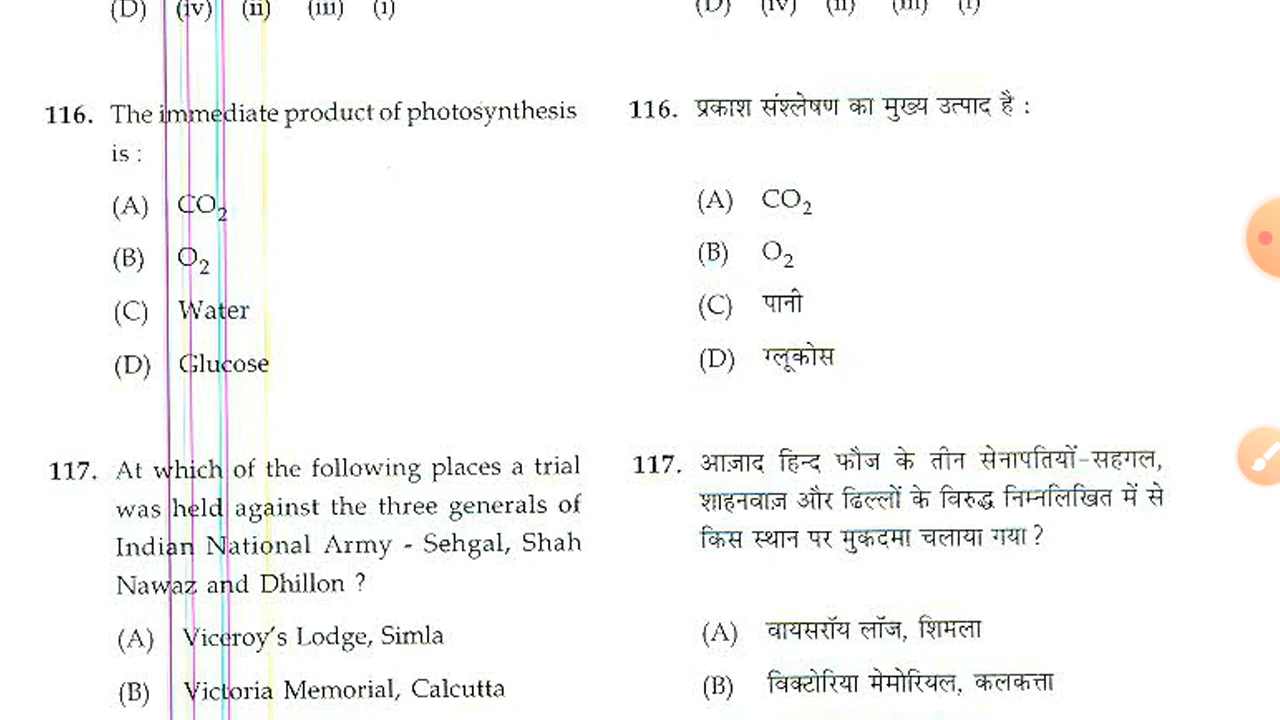 (D) (iv) (ii) (iii) (i)
116. The immediate product of photosynthesis
is :
(A) CO₂
(B) O₂
(C) Water
(D) Glucose
117. At which of the following places a trial
was held against the three generals of
Indian National Army - Sehgal, Shah
Nawaz and Dhillon ?
(A) Viceroy's Lodge, Simla
(B) Victoria Memorial, Calcutta
(D) (iv) (ii) (iii) (i)
116. प्रकाश संश्लेषण का मुख्य उत्पाद है :
(A) CO₂
(B) O₂
(C) पानी
(D) ग्लूकोस
117. आज़ाद हिन्द फौज के तीन सेनापतियों-सहगल,
शाहनवाज़ और ढिल्लों के विरुद्ध निम्नलिखित में से
किस स्थान पर मुकदमा चलाया गया ?
(A) वायसरॉय लॉज, शिमला
(B) विक्टोरिया मेमोरियल, कलकत्ता